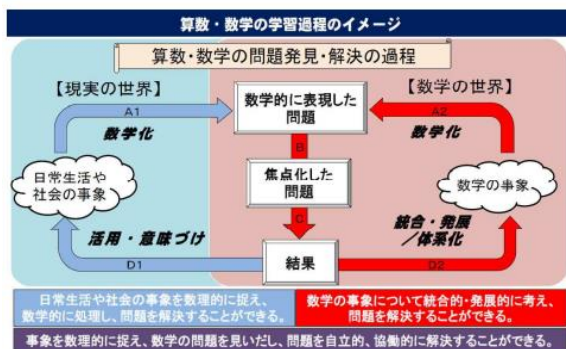 算数・数学の学習過程のイメージ
算数・数学の問題発見・解決の過程
【現実の世界】
【数学の世界】
A1
数学的に表現した
問題
A2
数学化
数学化
B
日常生活や
社会の事象
焦点化した
問題
数学の事象
C
活用・意味づけ
統合・発展
/体系化
結果
D1
D2
日常生活や社会の事象を数理的に捉え、
数学的に処理し、問題を解決することができる。
数学の事象について統合的・発展的に考え、
問題を解決することができる。
事象を数理的に捉え、数学の問題を見いだし、問題を自立的、協働的に解決することができる。